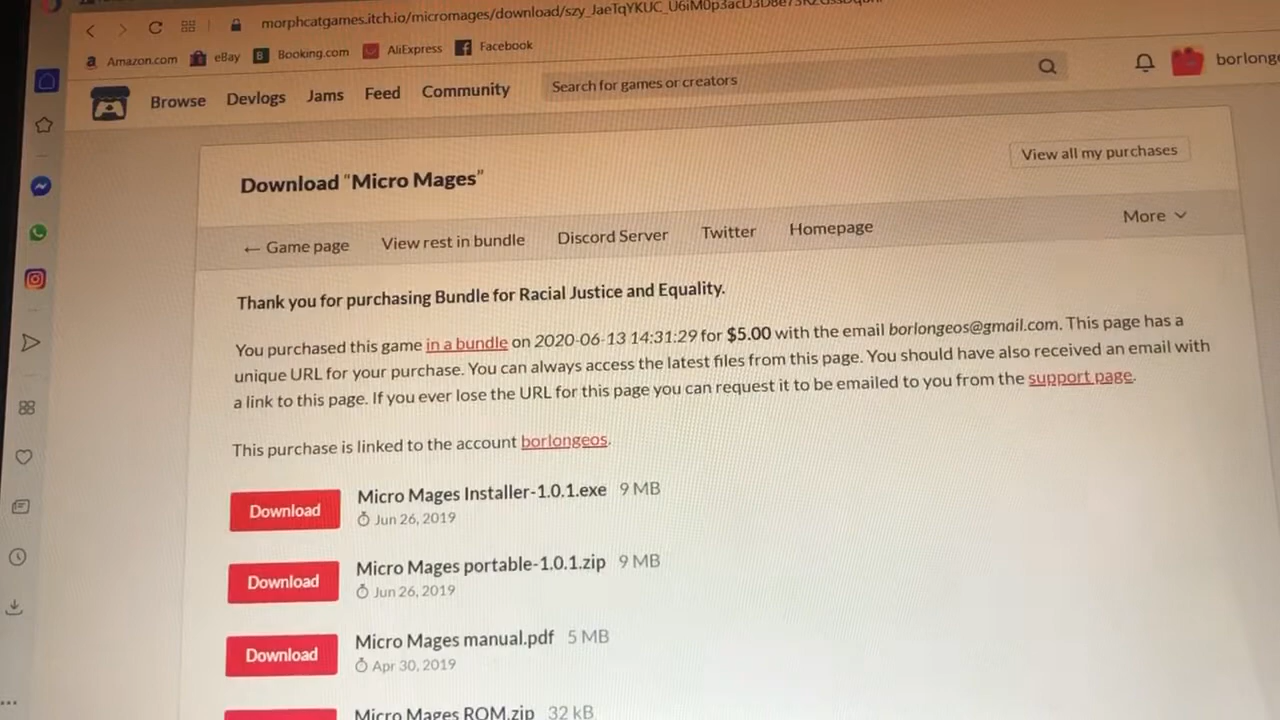 morphcatgames.itch.io/micromages/download/
Amazon.com eBay Booking.com AliExpress Facebook
Browse Devlogs Jams Feed Community Search for games or creators
Download "Micro Mages" View all my purchases
← Game page View rest in bundle Discord Server Twitter Homepage More
Thank you for purchasing Bundle for Racial Justice and Equality.
You purchased this game in a bundle on 2020-06-13 14:31:29 for $5.00 with the email borlongeos@gmail.com. This page has a
unique URL for your purchase. You can always access the latest files from this page. You should have also received an email with
a link to this page. If you ever lose the URL for this page you can request it to be emailed to you from the support page.
This purchase is linked to the account borlongeos.
Download Micro Mages Installer-1.0.1.exe 9 MB
Jun 26, 2019
Download Micro Mages portable-1.0.1.zip 9 MB
Jun 26, 2019
Download Micro Mages manual.pdf 5 MB
Apr 30, 2019
Micro Mages ROM.zip 32 kB